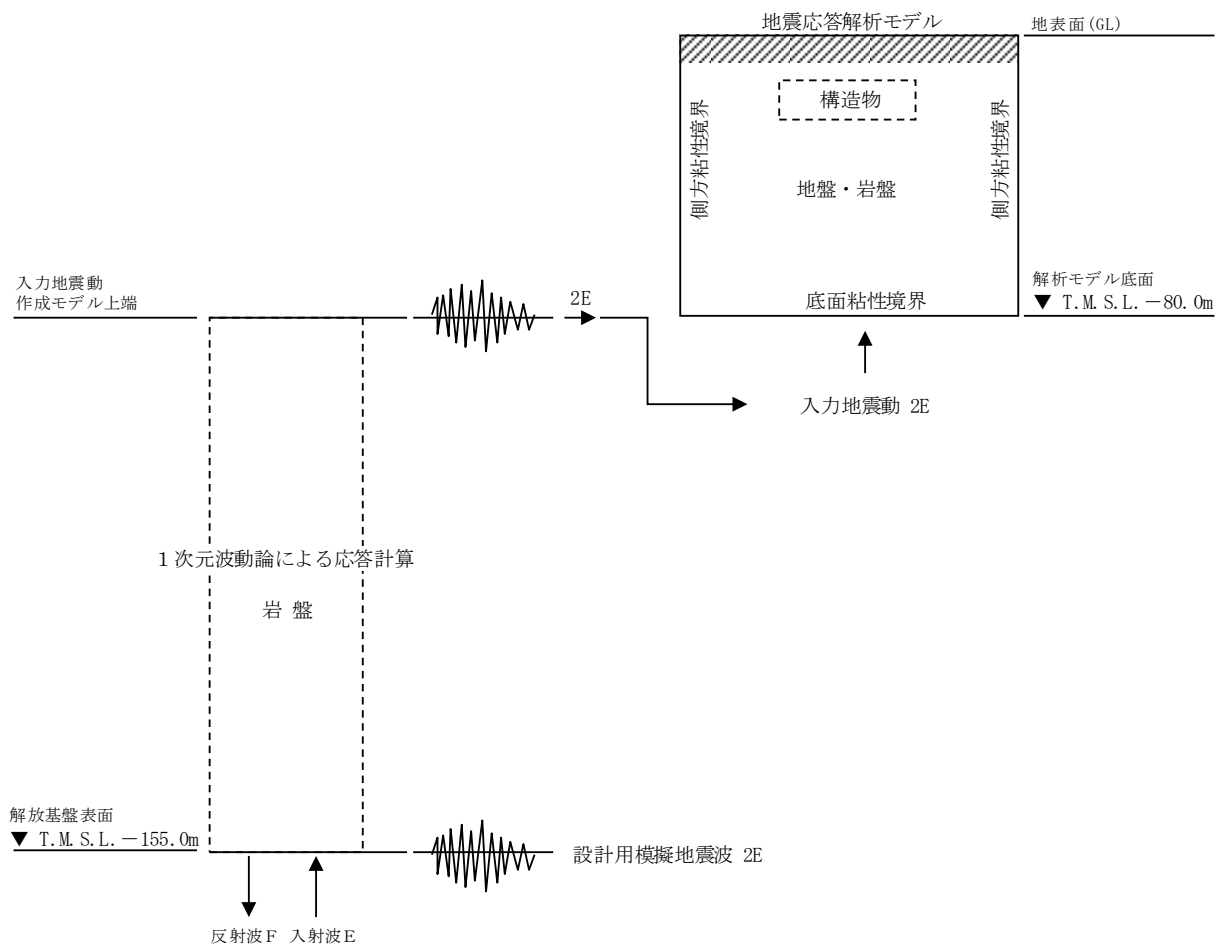 地震応答解析モデル
地表面(GL)
構造物
側方粘性境界
側方粘性境界
地盤・岩盤
入力地震動
作成モデル上端
2E
底面粘性境界
解析モデル底面
▼ T.M.S.L.－80.0m
入力地震動 2E
1次元波動論による応答計算
岩 盤
解放基盤表面
▼ T.M.S.L.－155.0m
設計用模擬地震波 2E
反射波F 入射波E